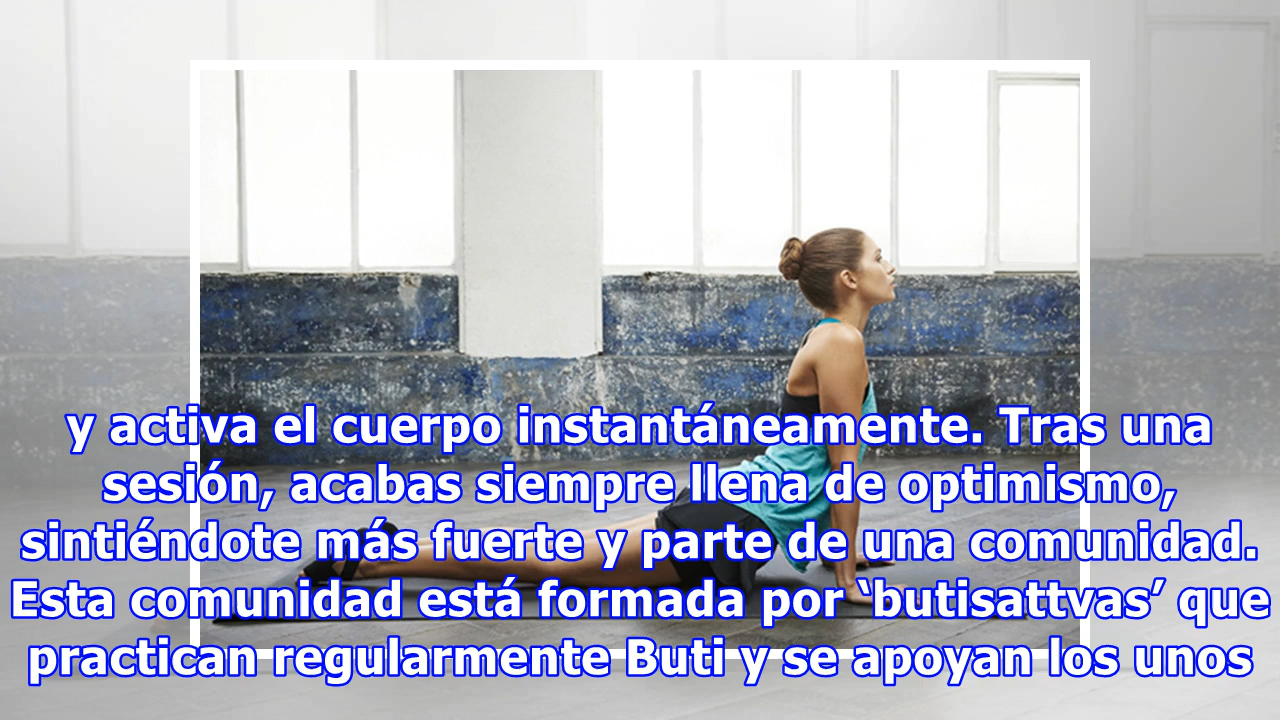 y activa el cuerpo instantáneamente. Tras una
sesión, acabas siempre llena de optimismo,
sintiéndote más fuerte y parte de una comunidad.
Esta comunidad está formada por ‘butisattvas’ que
practican regularmente Buti y se apoyan los unos